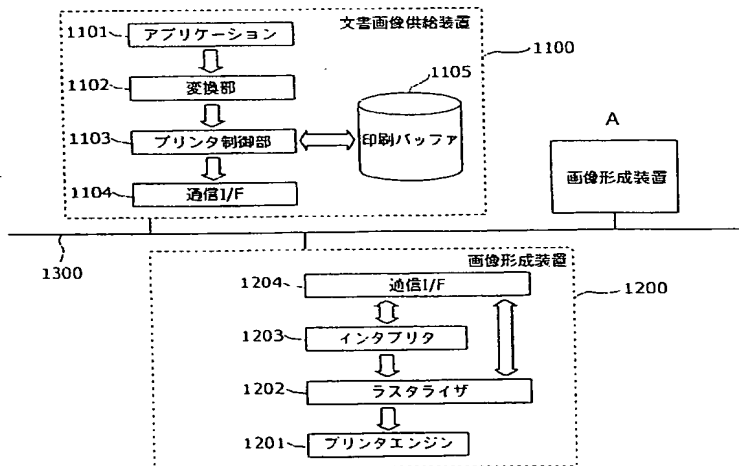 文書画像供給装置
1100
1101
アプリケーション
1102
変換部
1105
1103
プリンタ制御部
印刷バッファ
1104
通信I/F
A
画像形成装置
1300
画像形成装置
1200
1204
通信I/F
1203
インタプリタ
1202
ラスタライザ
1201
プリンタエンジン